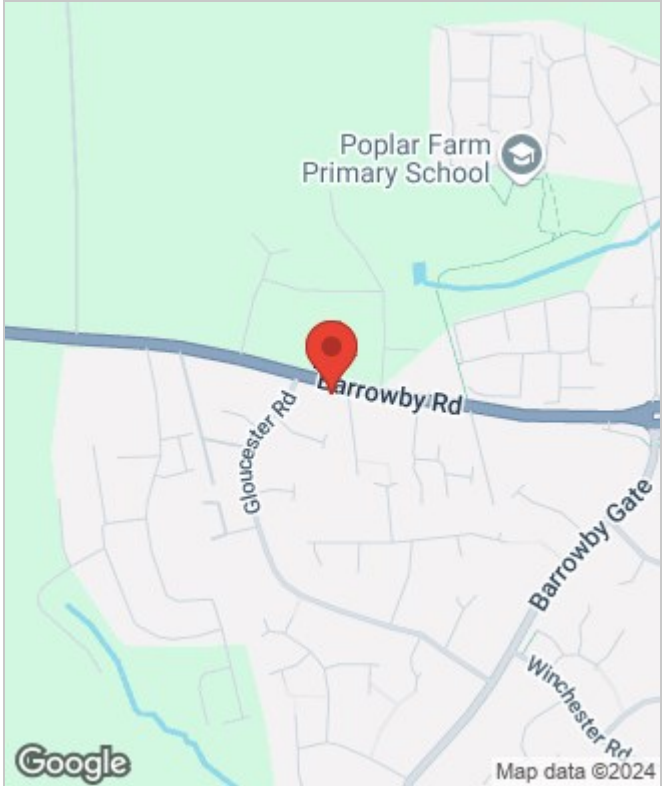 Poplar Farm
Primary School
Barrowby Rd
Gloucester Rd
Barrowby Gate
Winchester Rd
Google
Map data ©2024